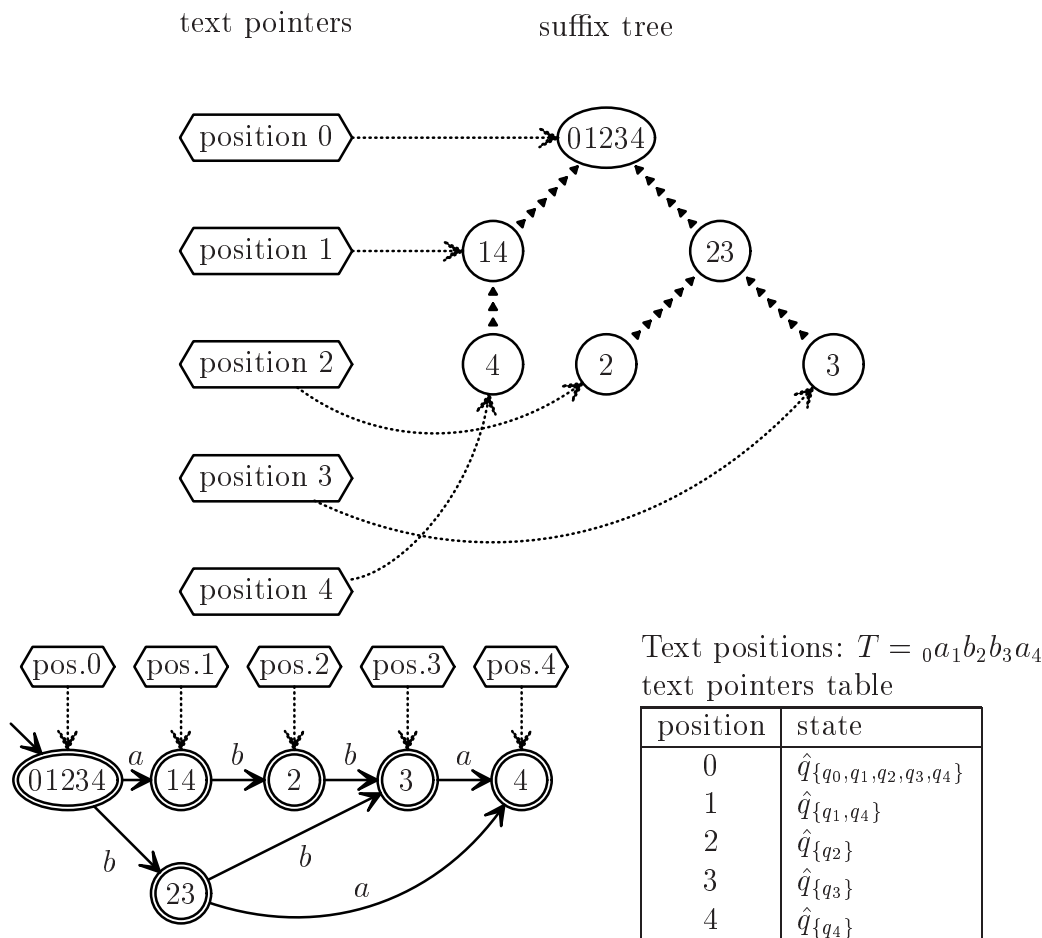 text pointers suffix tree
position 0 01234
position 1 14 23
position 2 4 2 3
position 3
position 4
pos.0 pos.1 pos.2 pos.3 pos.4
01234 a 14 b 2 b 3 a 4
b b
23 a
Text positions: T = ₀a₁b₂b₃a₄
text pointers table
position state
0 q̂_{\{q₀,q₁,q₂,q₃,q₄\}}
1 q̂_{\{q₁,q₄\}}
2 q̂_{\{q₂\}}
3 q̂_{\{q₃\}}
4 q̂_{\{q₄\}}